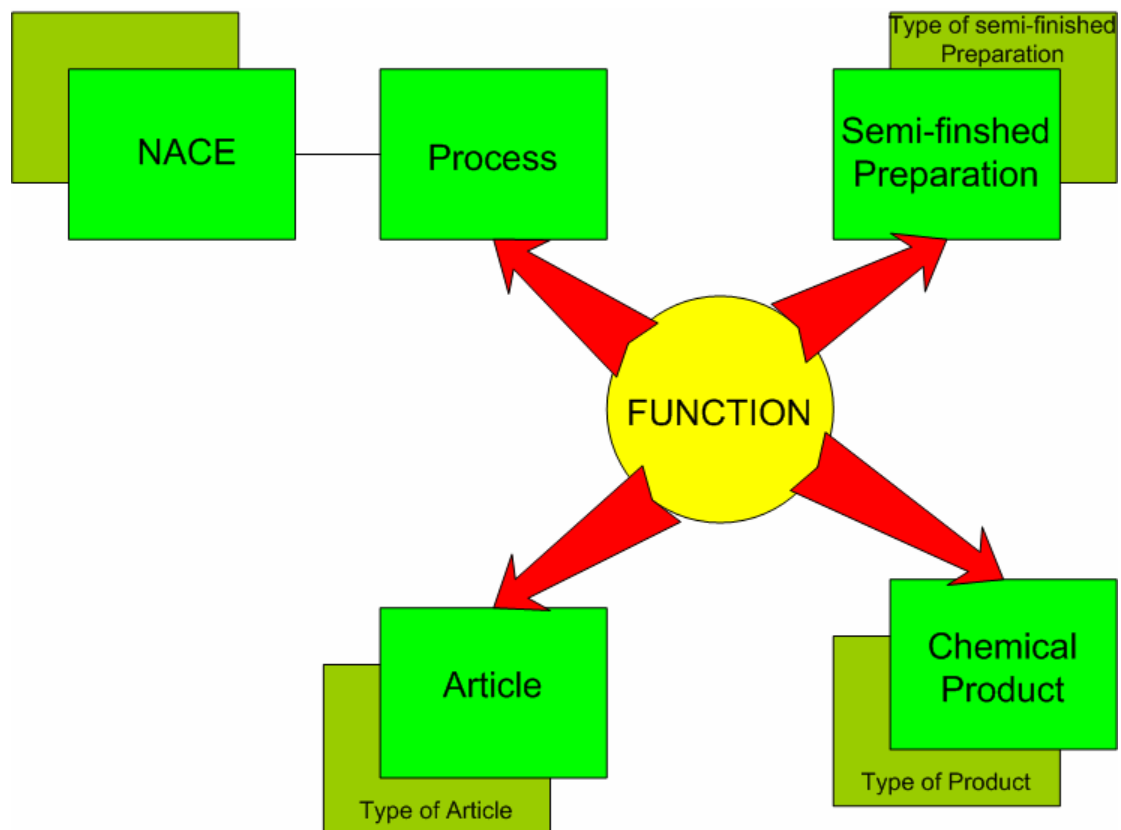 Type of semi-finished
Preparation
NACE
Process
Semi-finshed
Preparation
FUNCTION
Article
Type of Article
Chemical
Product
Type of Product